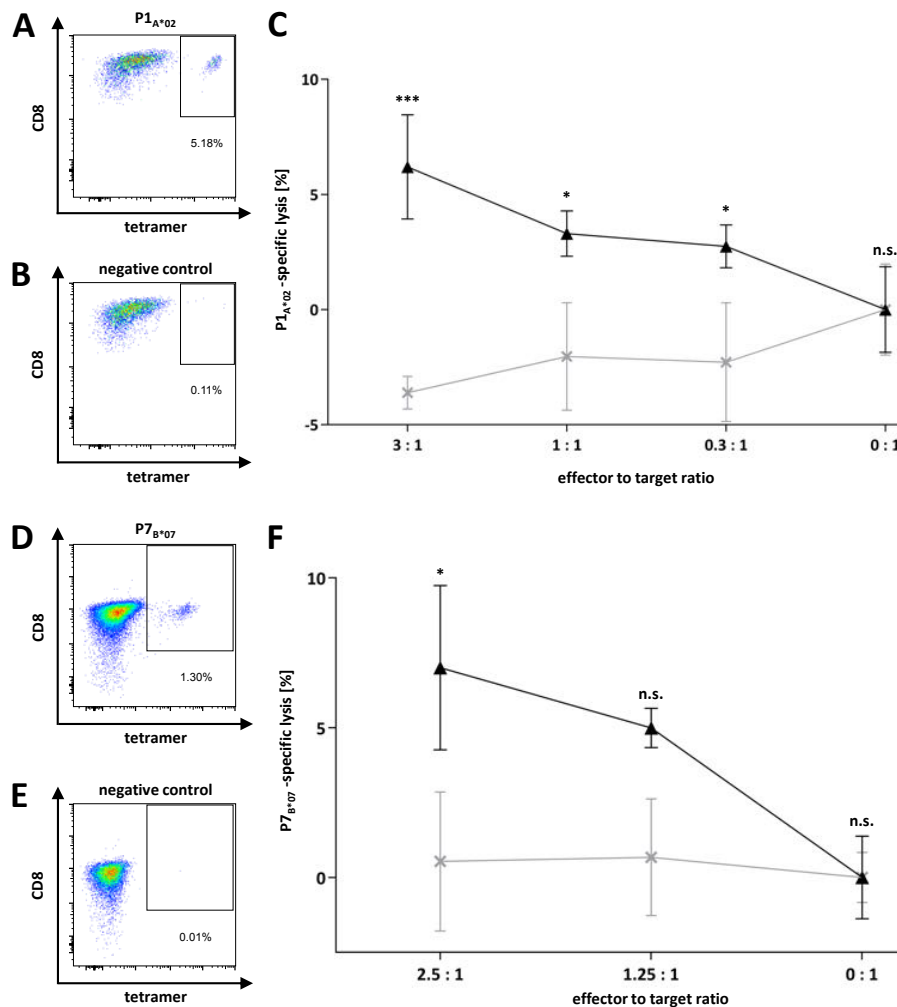 A
P1A*02
CD8
5.18%
tetramer
B
negative control
CD8
0.11%
tetramer
C
P1A*02 -specific lysis [%]
10
5
0
-5
***
*
*
n.s.
3 : 1
1 : 1
0.3 : 1
0 : 1
effector to target ratio
D
P7B*07
CD8
1.30%
tetramer
E
negative control
CD8
0.01%
tetramer
F
P7B*07 -specific lysis [%]
10
5
0
*
n.s.
n.s.
2.5 : 1
1.25 : 1
0 : 1
effector to target ratio